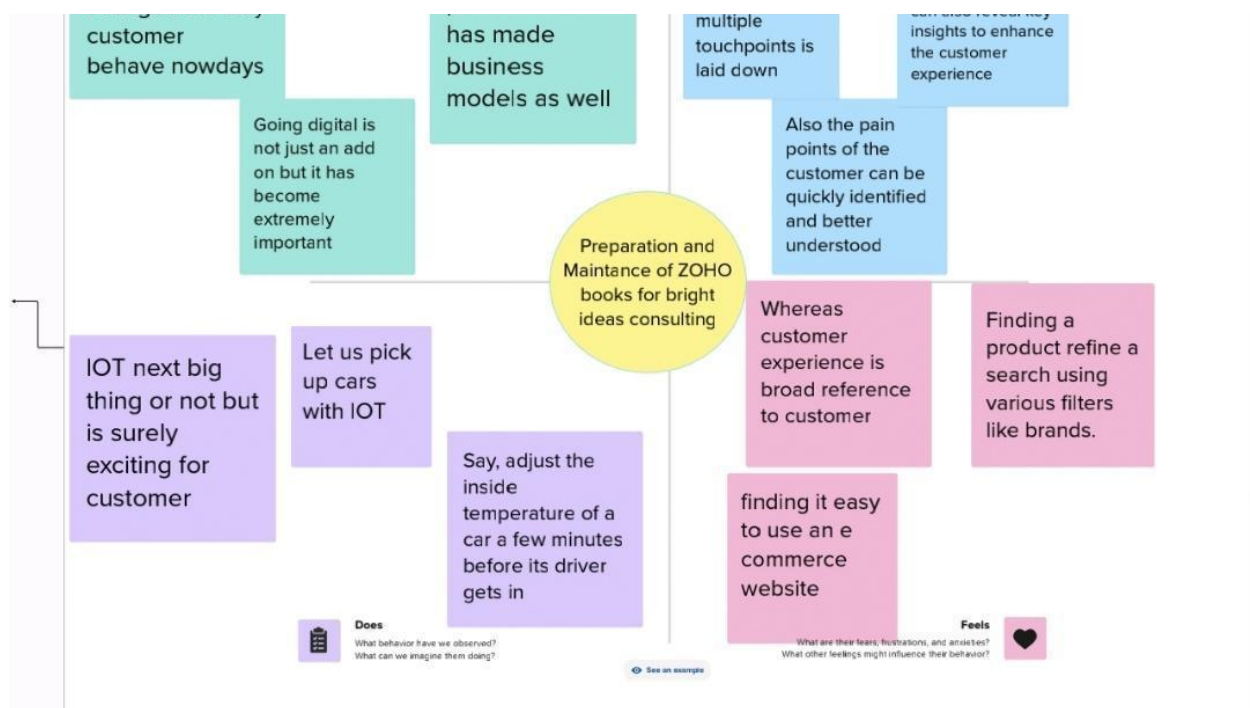 customer
behave nowdays
has made
business
models as well
multiple
touchpoints is
laid down
can also reveal key
insights to enhance
the customer
experience
Going digital is
not just an add
on but it has
become
extremely
important
Also the pain
points of the
customer can be
quickly identified
and better
understood
Preparation and
Maintance of ZOHO
books for bright
ideas consulting
IOT next big
thing or not but
is surely
exciting for
customer
Let us pick
up cars
with IOT
Say, adjust the
inside
temperature of a
car a few minutes
before its driver
gets in
Whereas
customer
experience is
broad reference
to customer
Finding a
product refine a
search using
various filters
like brands.
finding it easy
to use an e
commerce
website
Does
What behavior have we observed?
What can we imagine them doing?
Feels
What are their fears, frustrations, and anxieties?
What other feelings might influence their behavior?
See an example